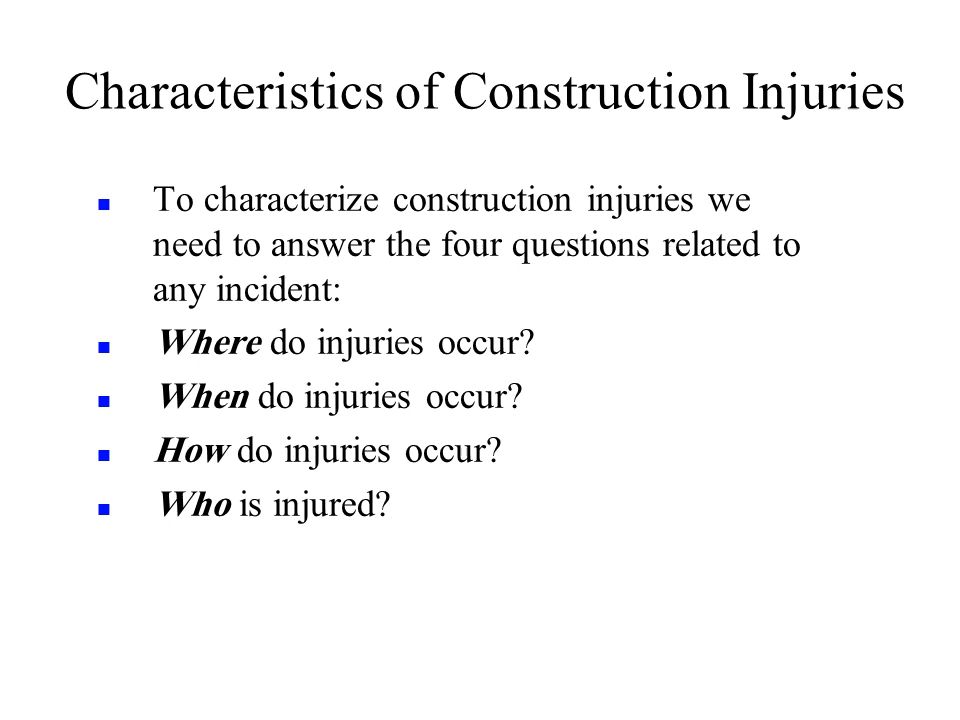 Characteristics of Construction Injuries
To characterize construction injuries we
need to answer the four questions related to
any incident:
Where do injuries occur?
When do injuries occur?
How do injuries occur?
Who is injured?